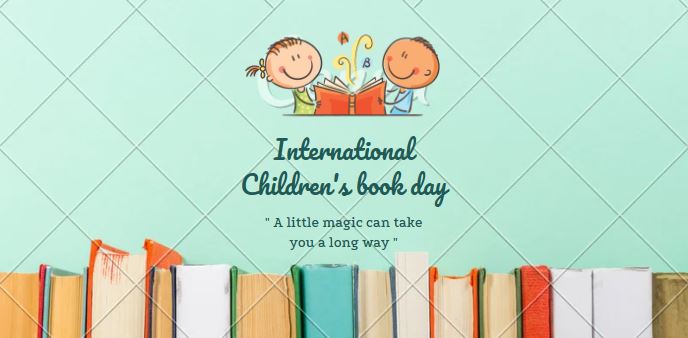 A
B
International
Children's book day
" A little magic can take
you a long way "